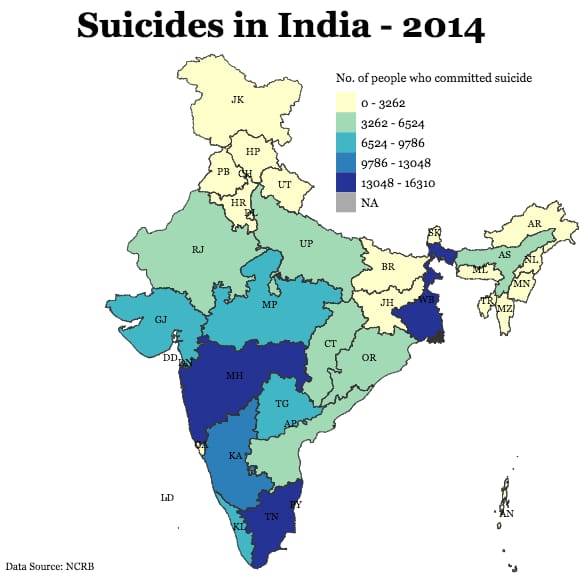 Suicides in India - 2014
No. of people who committed suicide
0 - 3262
3262 - 6524
6524 - 9786
9786 - 13048
13048 - 16310
NA
JK
HP
PB
CH
UT
HR
DL
RJ
UP
SK
AR
AS
NL
BR
ML
MN
JH
TR
MZ
WB
GJ
MP
CT
OR
DD
DN
MH
TG
AP
GA
KA
LD
PY
AN
TN
KL
Data Source: NCRB